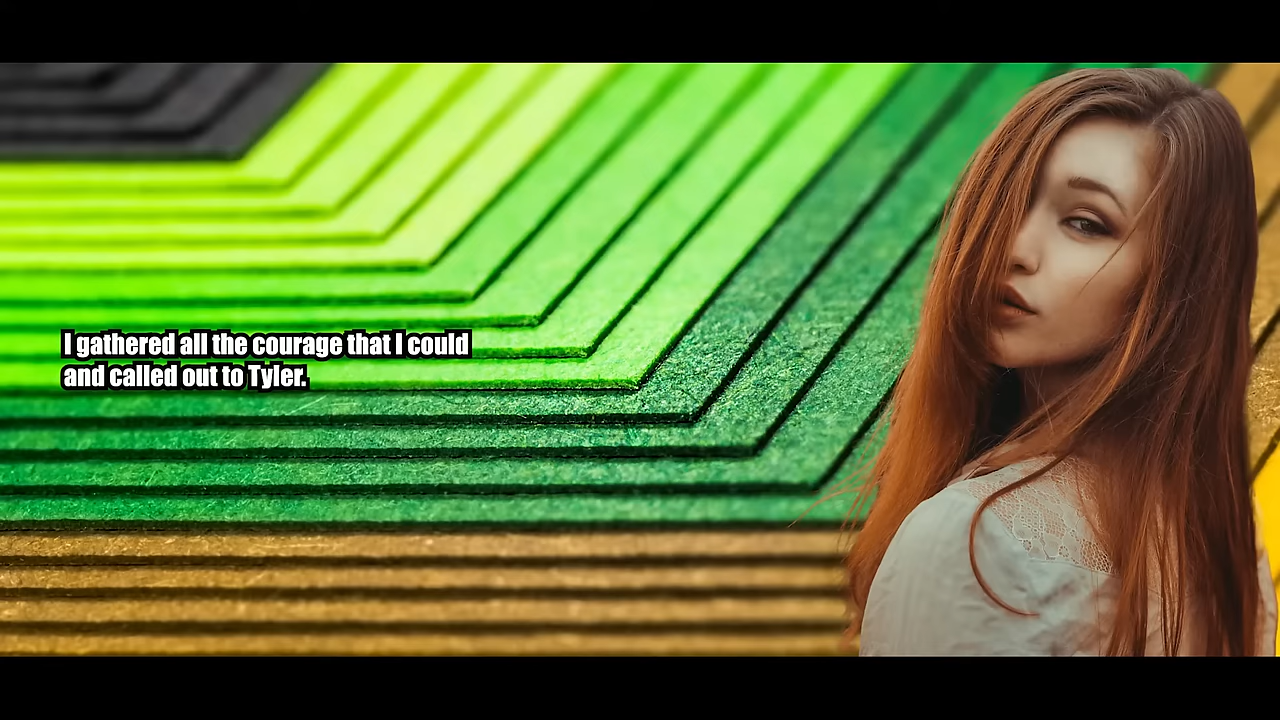 I gathered all the courage that I could
and called out to Tyler.